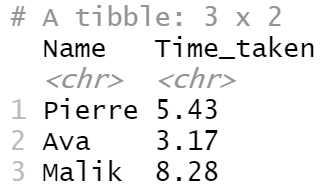 # A tibble: 3 x 2
Name Time_taken
<chr> <chr>
1 Pierre 5.43
2 Ava 3.17
3 Malik 8.28